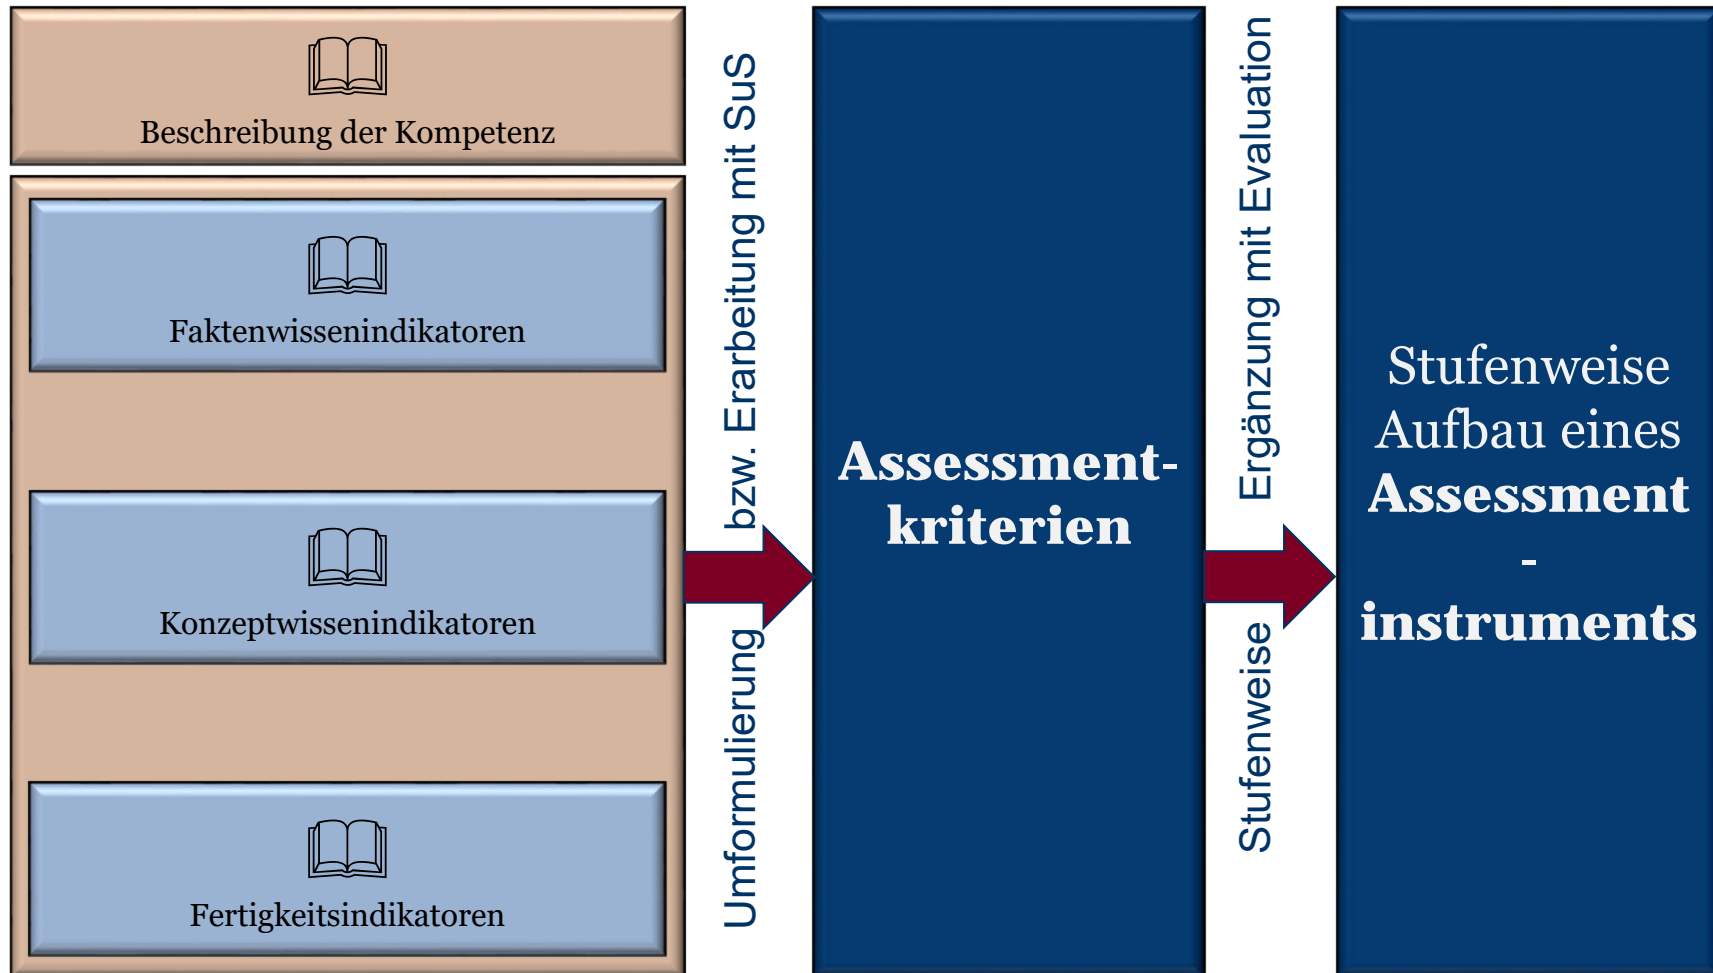 Beschreibung der Kompetenz
Faktenwissenindikatoren
Konzeptwissenindikatoren
Fertigkeitsindikatoren
Umformulierung bzw. Erarbeitung mit SuS
Assessment-
kriterien
Stufenweise Ergänzung mit Evaluation
Stufenweise
Aufbau eines
Assessment
-
instruments